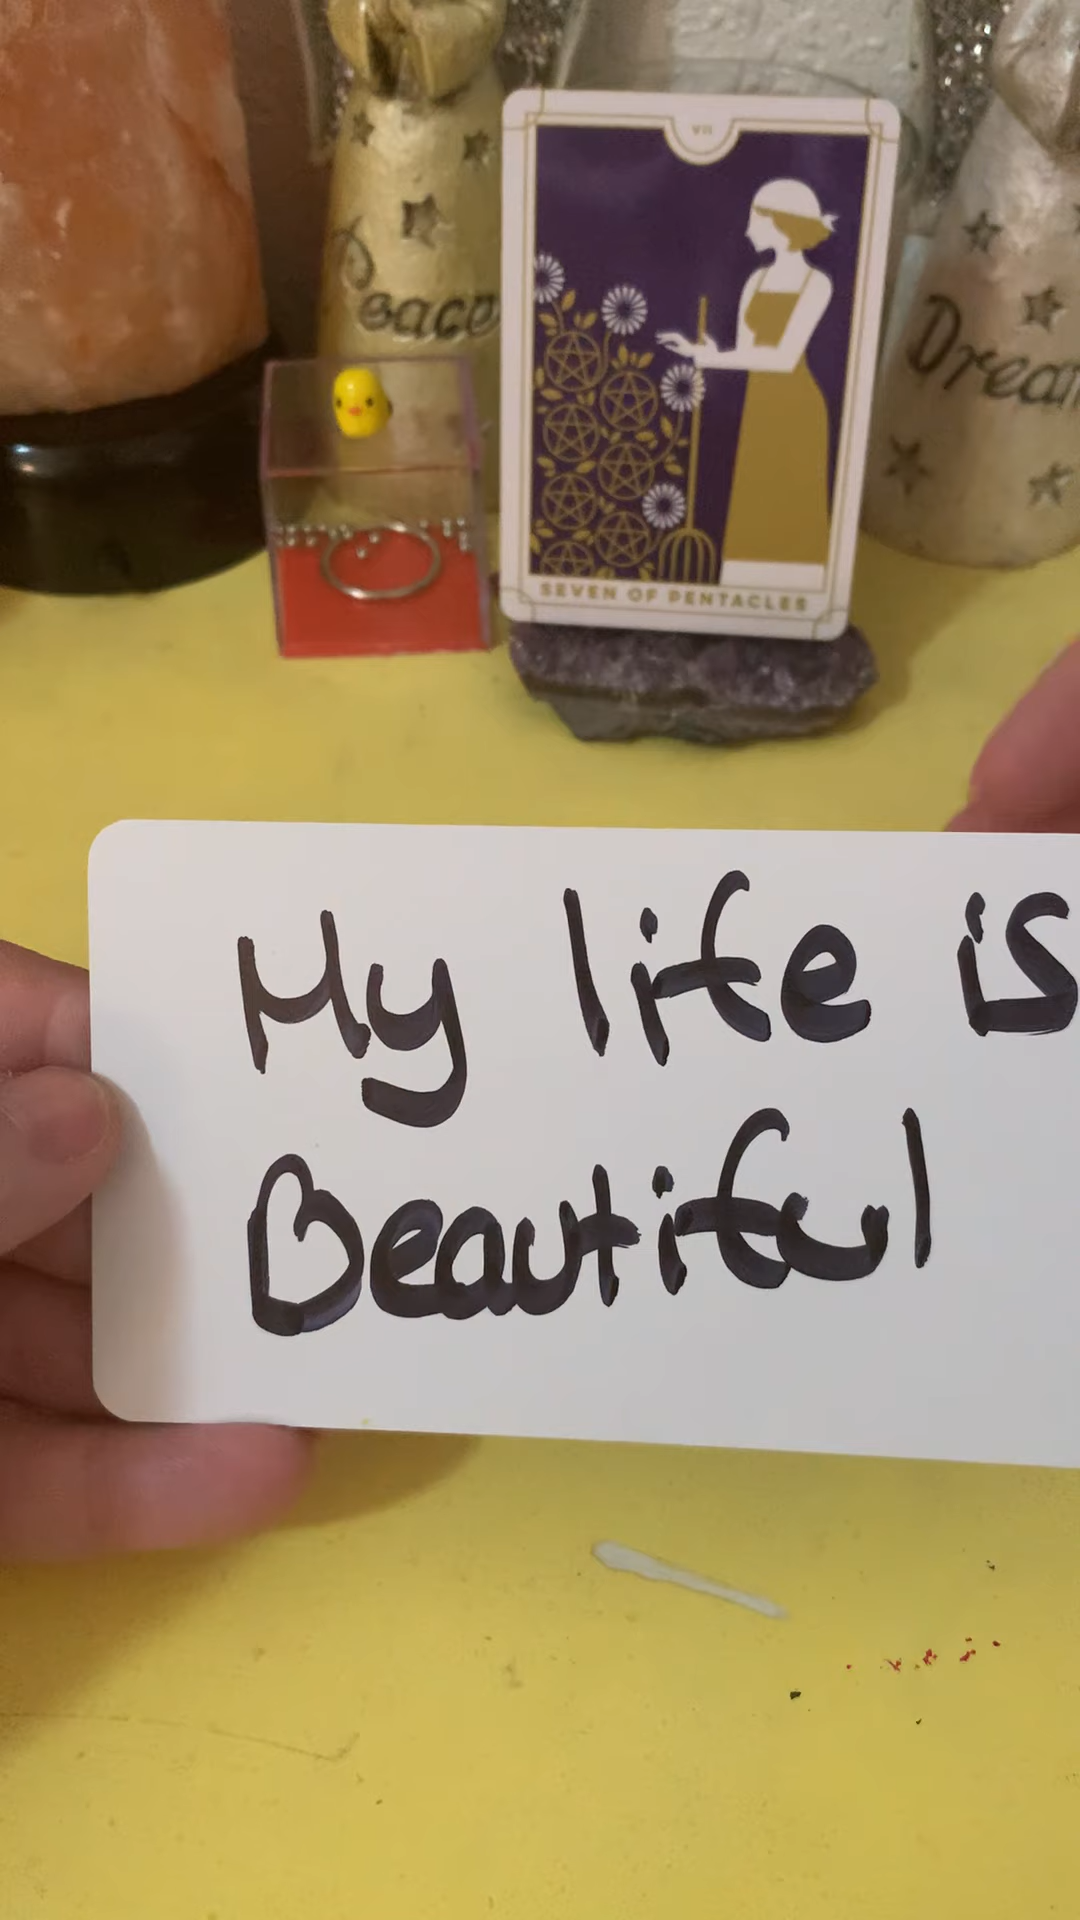 VII
Peace
Dream
SEVEN OF PENTACLES
My life is
Beautiful